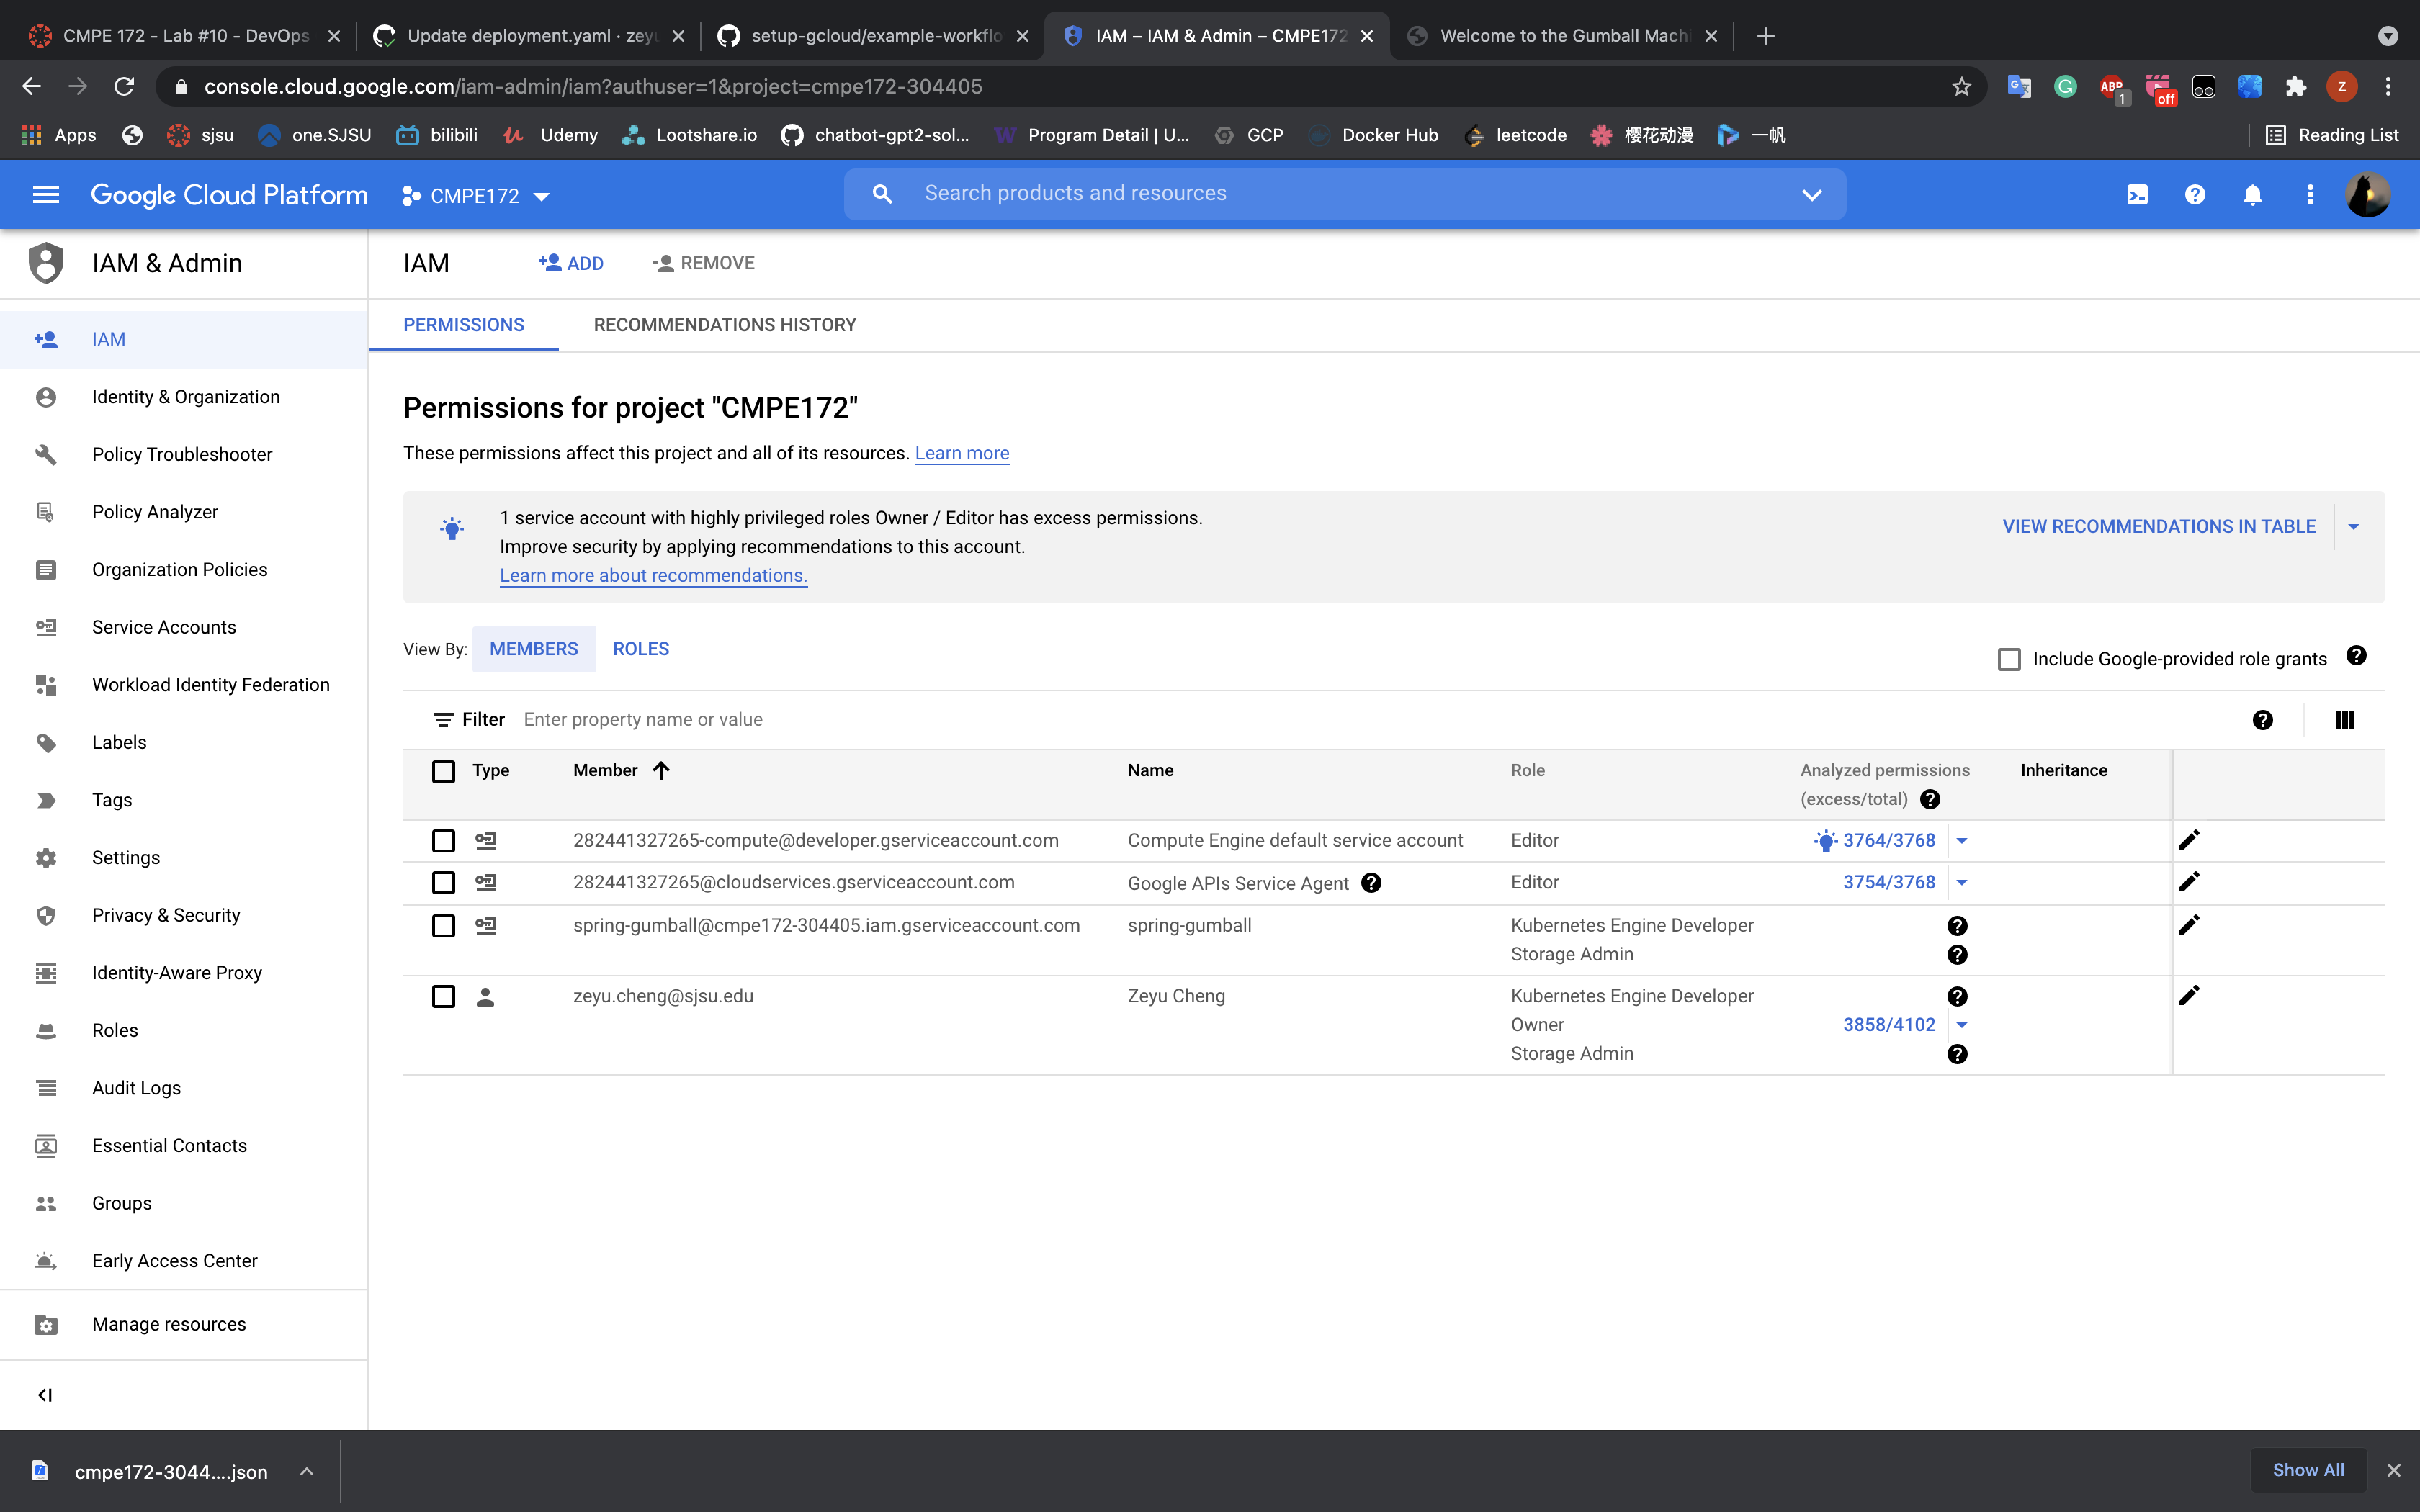 CMPE 172 - Lab #10 - DevOps
Update deployment.yaml · zeyu
setup-gcloud/example-workflo
IAM – IAM & Admin – CMPE172
Welcome to the Gumball Machi
console.cloud.google.com/iam-admin/iam?authuser=1&project=cmpe172-304405
ABP
1
off
Z
Apps
sjsu
one.SJSU
bilibili
Udemy
Lootshare.io
chatbot-gpt2-sol...
Program Detail | U...
GCP
Docker Hub
leetcode
樱花动漫
一帆
Reading List
Google Cloud Platform
CMPE172
Search products and resources
IAM & Admin
IAM
ADD
REMOVE
IAM
Identity & Organization
Policy Troubleshooter
Policy Analyzer
Organization Policies
Service Accounts
Workload Identity Federation
Labels
Tags
Settings
Privacy & Security
Identity-Aware Proxy
Roles
Audit Logs
Essential Contacts
Groups
Early Access Center
Manage resources
PERMISSIONS
RECOMMENDATIONS HISTORY
Permissions for project "CMPE172"
These permissions affect this project and all of its resources. Learn more
1 service account with highly privileged roles Owner / Editor has excess permissions.
Improve security by applying recommendations to this account.
Learn more about recommendations.
VIEW RECOMMENDATIONS IN TABLE
View By: MEMBERS ROLES
Include Google-provided role grants
Filter Enter property name or value
Type Member Name Role Analyzed permissions Inheritance
(excess/total)
282441327265-compute@developer.gserviceaccount.com Compute Engine default service account Editor 3764/3768
282441327265@cloudservices.gserviceaccount.com Google APIs Service Agent Editor 3754/3768
spring-gumball@cmpe172-304405.iam.gserviceaccount.com spring-gumball Kubernetes Engine Developer
Storage Admin
zeyu.cheng@sjsu.edu Zeyu Cheng Kubernetes Engine Developer
Owner 3858/4102
Storage Admin
cmpe172-3044....json
Show All